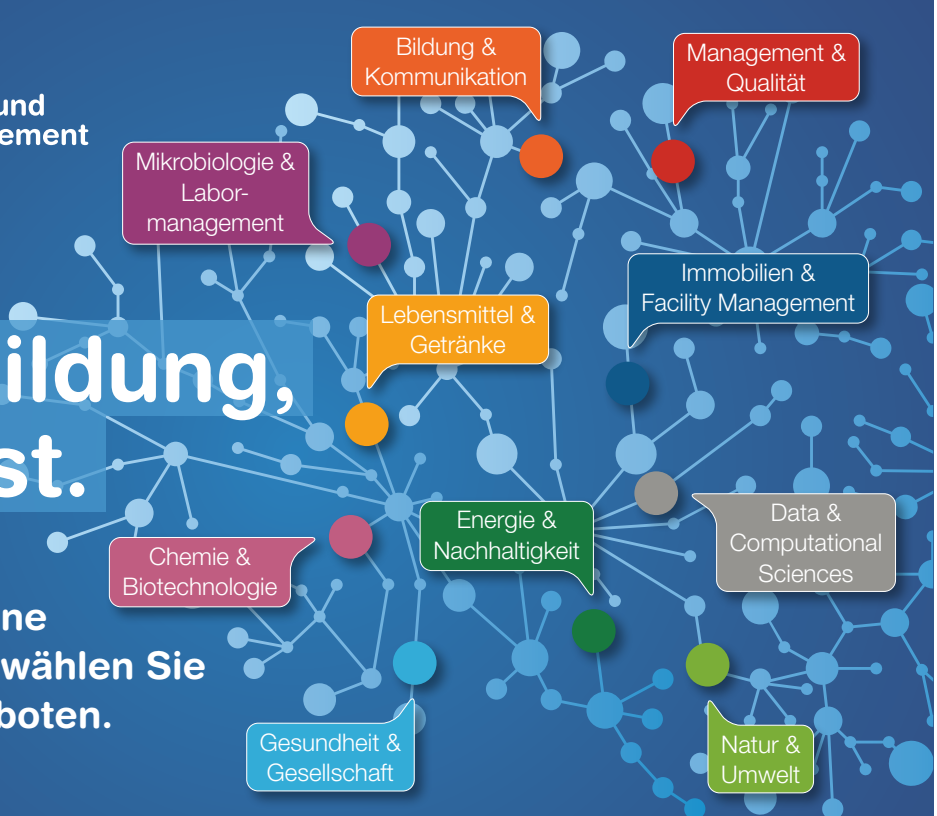 und
ement
Bildung &
Kommunikation
Management &
Qualität
Mikrobiologie &
Labor-
management
Immobilien &
Facility Management
Lebensmittel &
Getränke
ildung,
st.
Energie &
Nachhaltigkeit
Data &
Computational
Sciences
Chemie &
Biotechnologie
ne
wählen Sie
boten.
Gesundheit &
Gesellschaft
Natur &
Umwelt